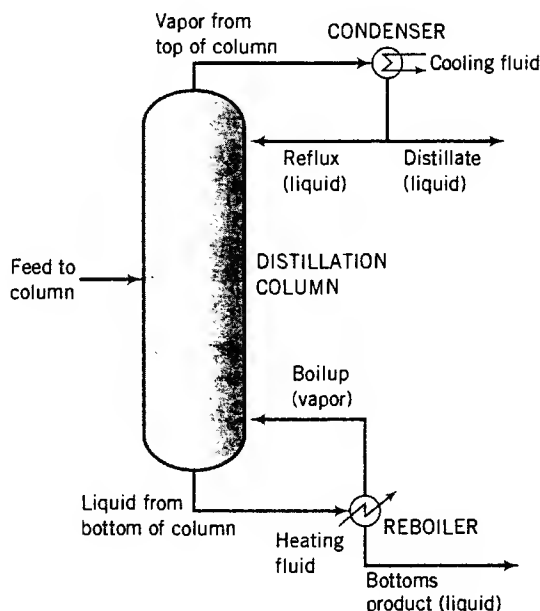 Vapor from
top of column
CONDENSER
Cooling fluid
Reflux
(liquid)
Distillate
(liquid)
Feed to
column
DISTILLATION
COLUMN
Boilup
(vapor)
Liquid from
bottom of column
Heating
fluid
REBOILER
Bottoms
product (liquid)